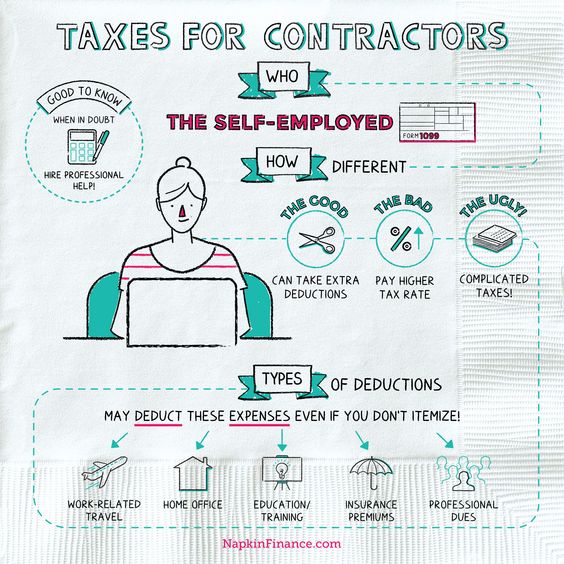 TAXES FOR CONTRACTORS
WHO
GOOD TO KNOW
WHEN IN DOUBT
HIRE PROFESSIONAL
HELP!
THE SELF-EMPLOYED
FORM 1099
HOW DIFFERENT
THE GOOD
CAN TAKE EXTRA
DEDUCTIONS
THE BAD
%
PAY HIGHER
TAX RATE
THE UGLY!
COMPLICATED
TAXES!
TYPES OF DEDUCTIONS
MAY DEDUCT THESE EXPENSES EVEN IF YOU DON'T ITEMIZE!
WORK-RELATED
TRAVEL
HOME OFFICE
EDUCATION/
TRAINING
INSURANCE
PREMIUMS
PROFESSIONAL
DUES
NapkinFinance.com